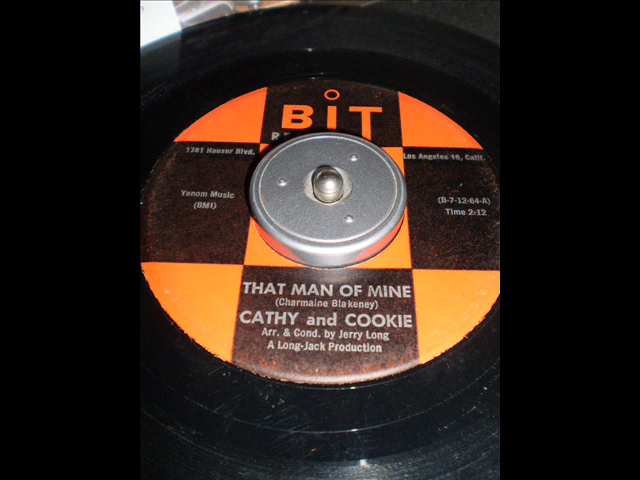 BiT
1781 Hauser Blvd.
Los Angeles 19, Calif.
Yanom Music
(BMI)
(B-7-12-64-A)
Time 2:12
THAT MAN OF MINE
(Charmaine Blakeney)
CATHY and COOKIE
Arr. & Cond. by Jerry Long
A Long-Jack Production